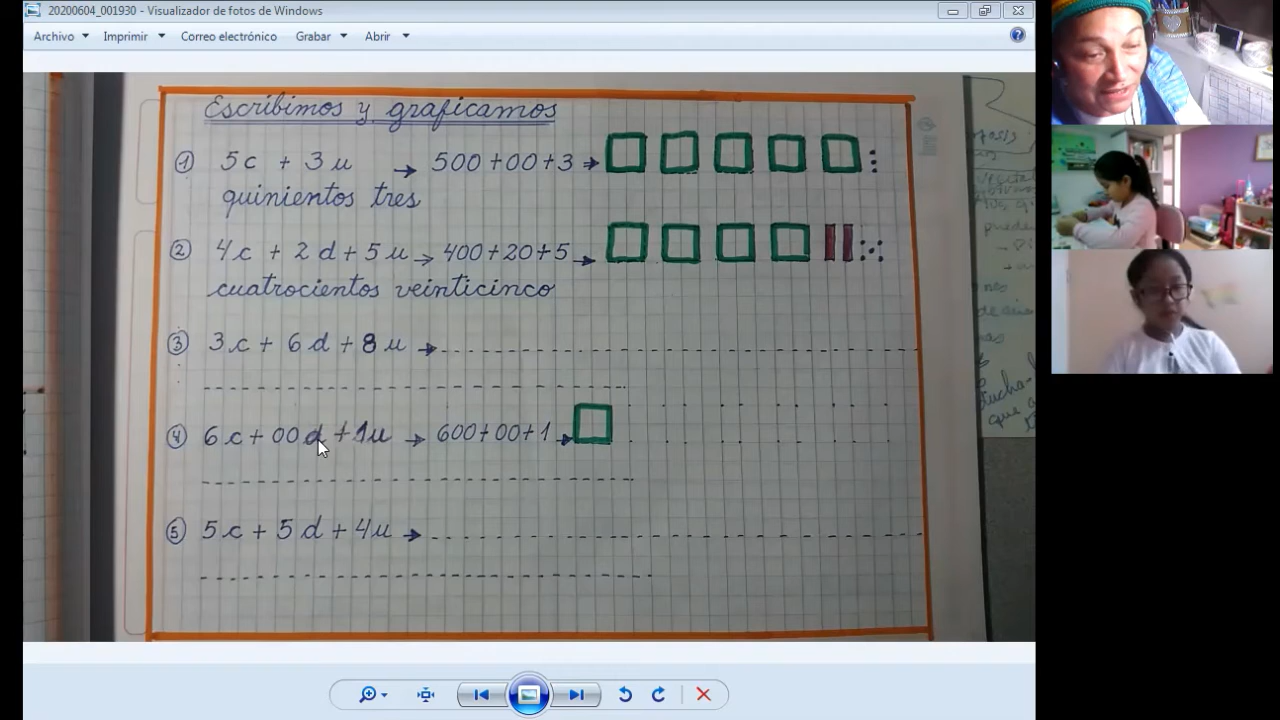 20200604_001930 - Visualizador de fotos de Windows
Archivo Imprimir Correo electrónico Grabar Abrir
Escribimos y graficamos
1 5c + 3u → 500+00+3 →
quinientos tres
2 4c + 2d + 5u → 400+20+5 →
cuatrocientos veinticinco
3 3c + 6d + 8u →
4 6c + 00d + 1u → 600+00+1 →
5 5c + 5d + 4u →